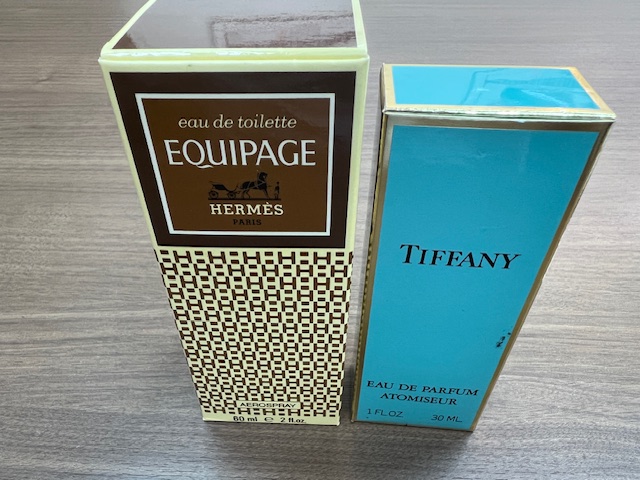 eau de toilette
EQUIPAGE
HERMÈS
PARIS
AEROSPRAY
60 ml e 2 fl.oz.
TIFFANY
EAU DE PARFUM
ATOMISEUR
1 FL.OZ 30 ML